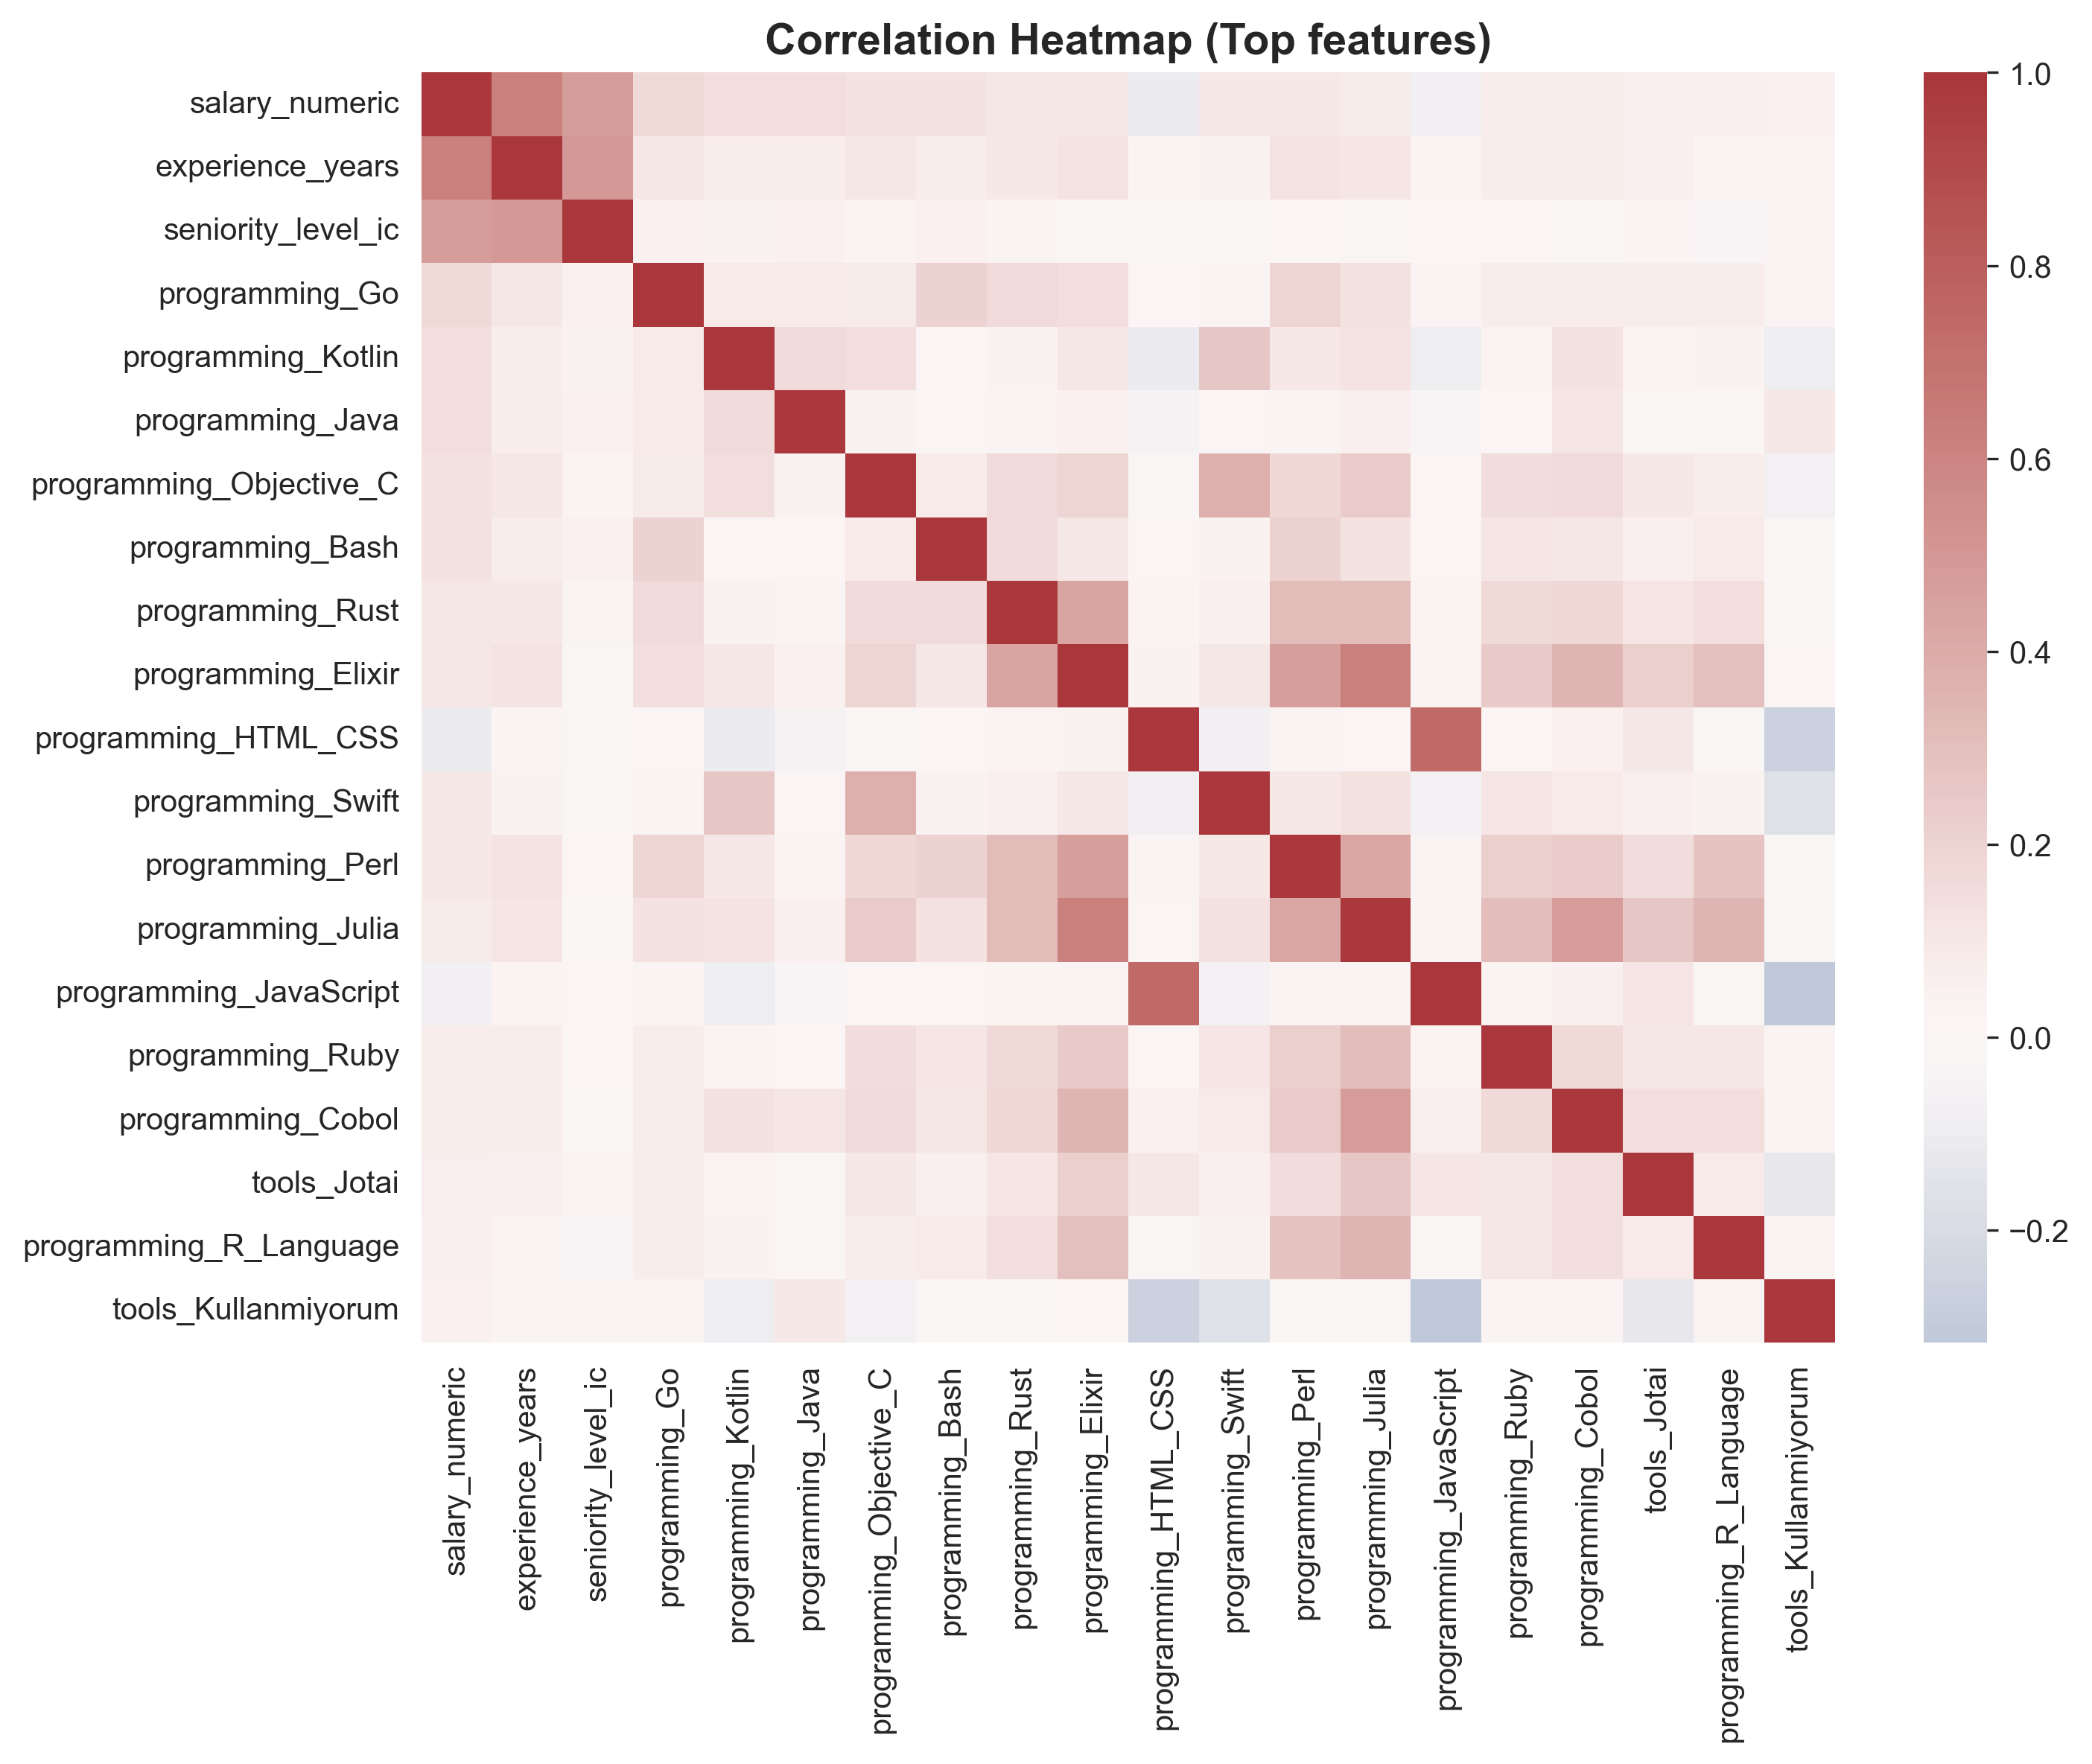 Correlation Heatmap (Top features)
salary_numeric
experience_years
seniority_level_ic
programming_Go
programming_Kotlin
programming_Java
programming_Objective_C
programming_Bash
programming_Rust
programming_Elixir
programming_HTML_CSS
programming_Swift
programming_Perl
programming_Julia
programming_JavaScript
programming_Ruby
programming_Cobol
tools_Jotai
programming_R_Language
tools_Kullanmiyorum
salary_numeric
experience_years
seniority_level_ic
programming_Go
programming_Kotlin
programming_Java
programming_Objective_C
programming_Bash
programming_Rust
programming_Elixir
programming_HTML_CSS
programming_Swift
programming_Perl
programming_Julia
programming_JavaScript
programming_Ruby
programming_Cobol
tools_Jotai
programming_R_Language
tools_Kullanmiyorum
1.0
0.8
0.6
0.4
0.2
0.0
−0.2